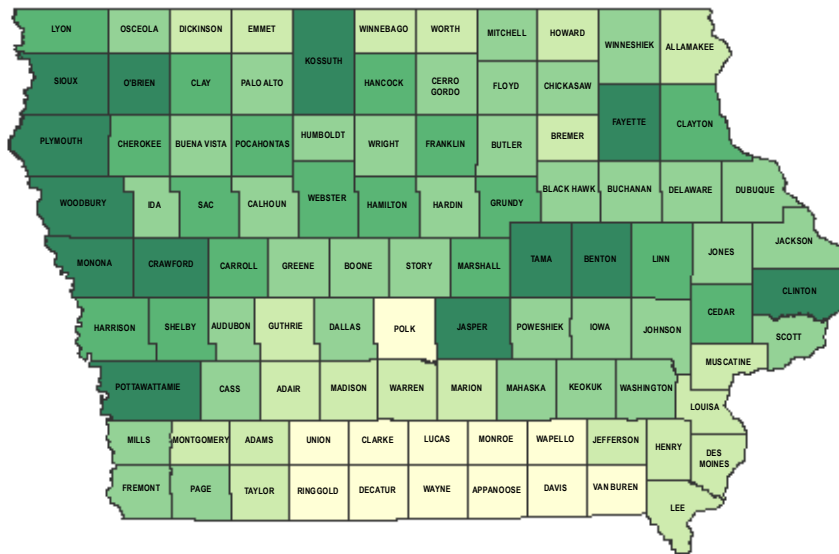 LYON
OSCEOLA
DICKINSON
EMMET
KOSSUTH
WINNEBAGO
WORTH
MITCHELL
HOWARD
WINNESHIEK
ALLAMAKEE
SIOUX
O'BRIEN
CLAY
PALO ALTO
HANCOCK
CERRO
GORDO
FLOYD
CHICKASAW
FAYETTE
CLAYTON
PLYMOUTH
CHEROKEE
BUENA VISTA
POCAHONTAS
HUMBOLDT
WRIGHT
FRANKLIN
BUTLER
BREMER
WOODBURY
IDA
SAC
CALHOUN
WEBSTER
HAMILTON
HARDIN
GRUNDY
BLACK HAWK
BUCHANAN
DELAWARE
DUBUQUE
MONONA
CRAWFORD
CARROLL
GREENE
BOONE
STORY
MARSHALL
TAMA
BENTON
LINN
JONES
JACKSON
CLINTON
HARRISON
SHELBY
AUDUBON
GUTHRIE
DALLAS
POLK
JASPER
POWESHIEK
IOWA
JOHNSON
CEDAR
SCOTT
MUSCATINE
POTTAWATTAMIE
CASS
ADAIR
MADISON
WARREN
MARION
MAHASKA
KEOKUK
WASHINGTON
LOUISA
MILLS
MONTGOMERY
ADAMS
UNION
CLARKE
LUCAS
MONROE
WAPELLO
JEFFERSON
HENRY
DES
MOINES
FREMONT
PAGE
TAYLOR
RINGGOLD
DECATUR
WAYNE
APPANOOSE
DAVIS
VAN BUREN
LEE